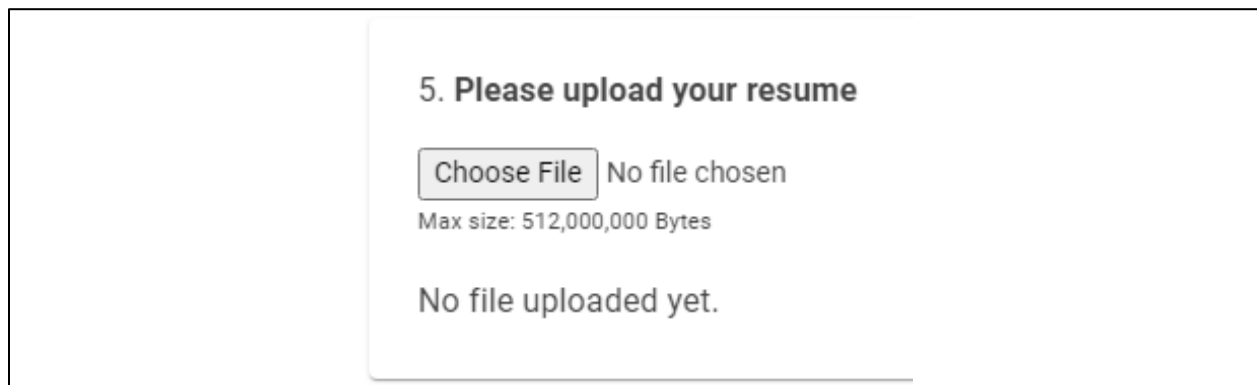 5. Please upload your resume
Choose File No file chosen
Max size: 512,000,000 Bytes
No file uploaded yet.